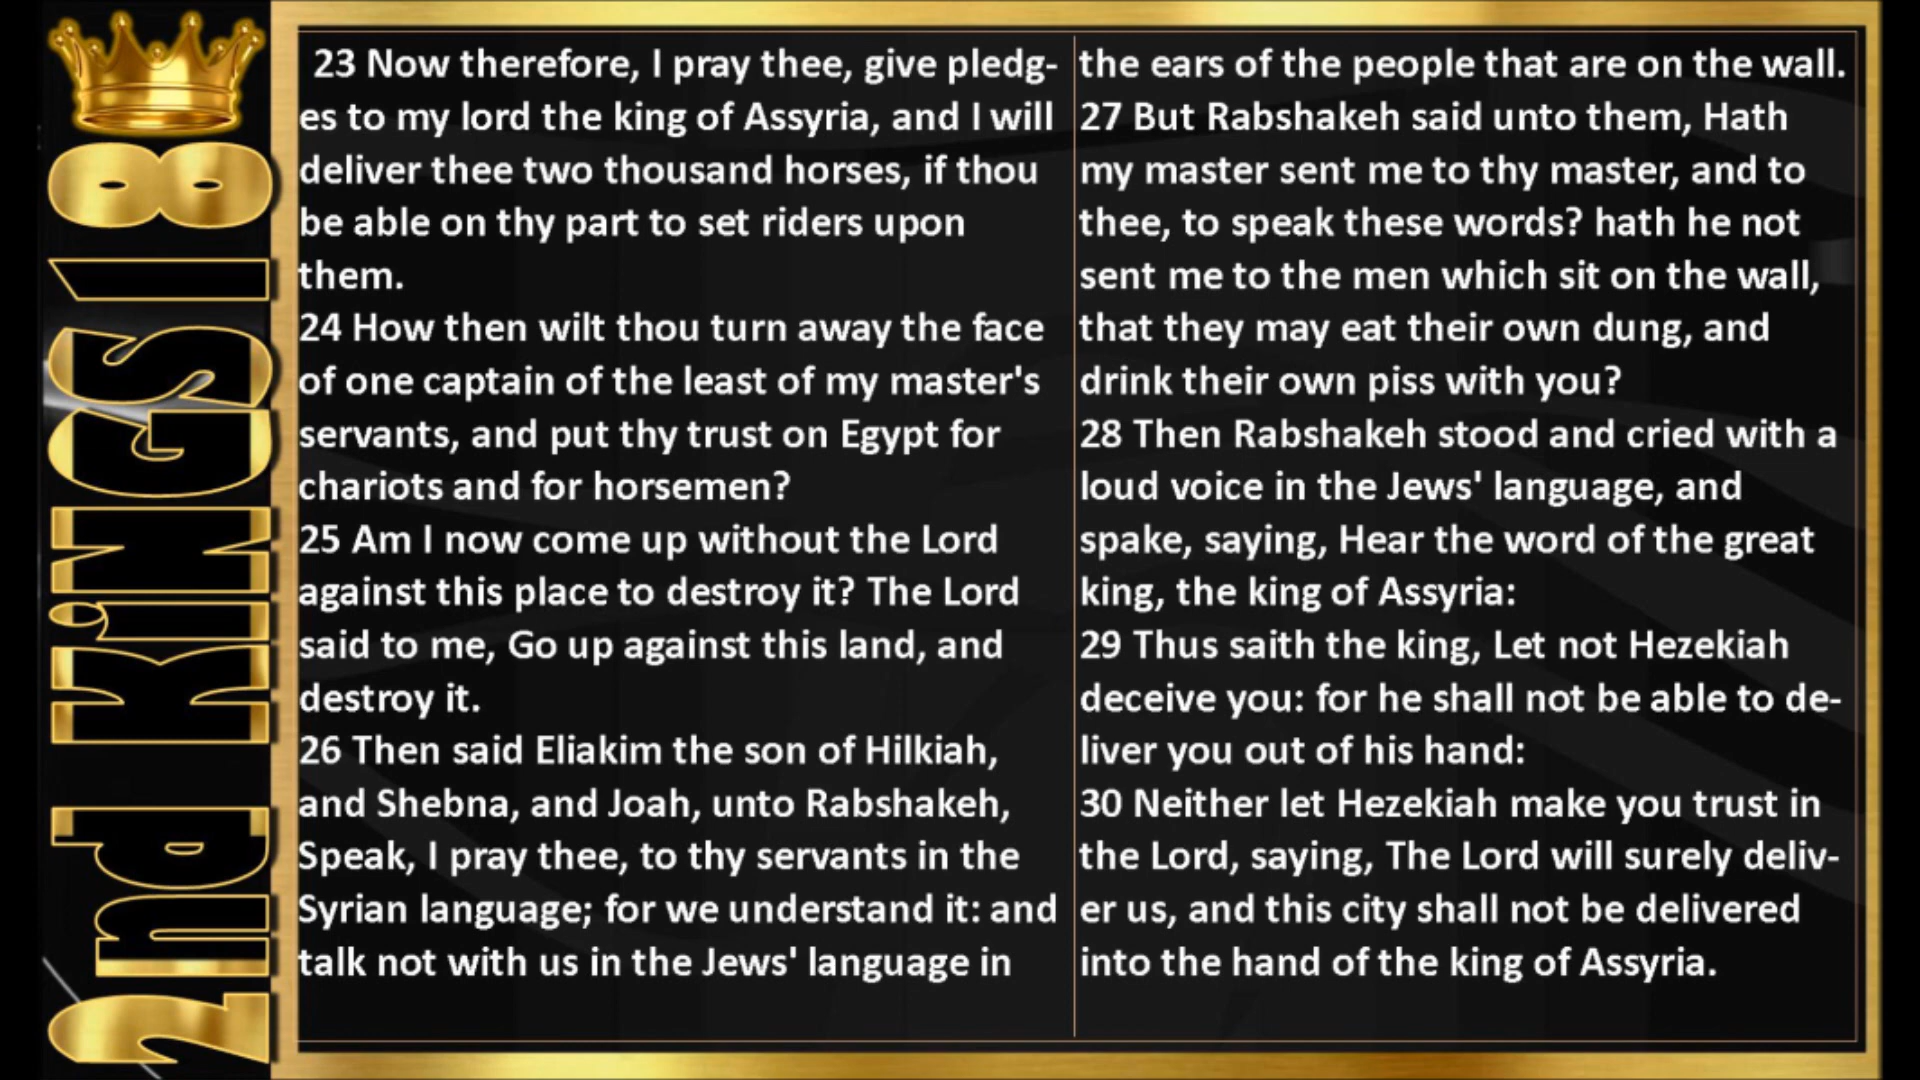 2nd KiNGS 18
23 Now therefore, I pray thee, give pledg-
es to my lord the king of Assyria, and I will
deliver thee two thousand horses, if thou
be able on thy part to set riders upon
them.
24 How then wilt thou turn away the face
of one captain of the least of my master's
servants, and put thy trust on Egypt for
chariots and for horsemen?
25 Am I now come up without the Lord
against this place to destroy it? The Lord
said to me, Go up against this land, and
destroy it.
26 Then said Eliakim the son of Hilkiah,
and Shebna, and Joah, unto Rabshakeh,
Speak, I pray thee, to thy servants in the
Syrian language; for we understand it: and
talk not with us in the Jews' language in
the ears of the people that are on the wall.
27 But Rabshakeh said unto them, Hath
my master sent me to thy master, and to
thee, to speak these words? hath he not
sent me to the men which sit on the wall,
that they may eat their own dung, and
drink their own piss with you?
28 Then Rabshakeh stood and cried with a
loud voice in the Jews' language, and
spake, saying, Hear the word of the great
king, the king of Assyria:
29 Thus saith the king, Let not Hezekiah
deceive you: for he shall not be able to de-
liver you out of his hand:
30 Neither let Hezekiah make you trust in
the Lord, saying, The Lord will surely deliv-
er us, and this city shall not be delivered
into the hand of the king of Assyria.